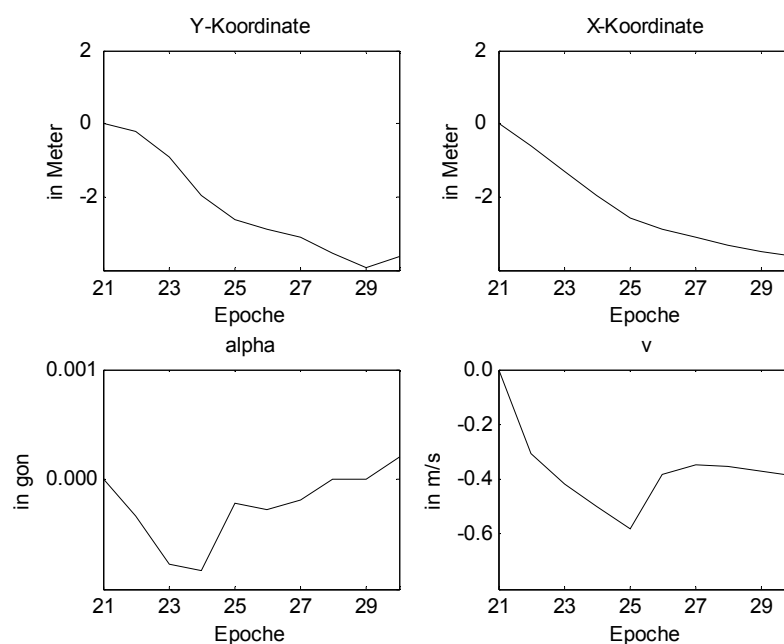 Y-Koordinate
2
0
-2
in Meter
21 23 25 27 29
Epoche
X-Koordinate
2
0
-2
in Meter
21 23 25 27 29
Epoche
alpha
0.001
0.000
in gon
21 23 25 27 29
Epoche
v
0.0
-0.2
-0.4
-0.6
in m/s
21 23 25 27 29
Epoche